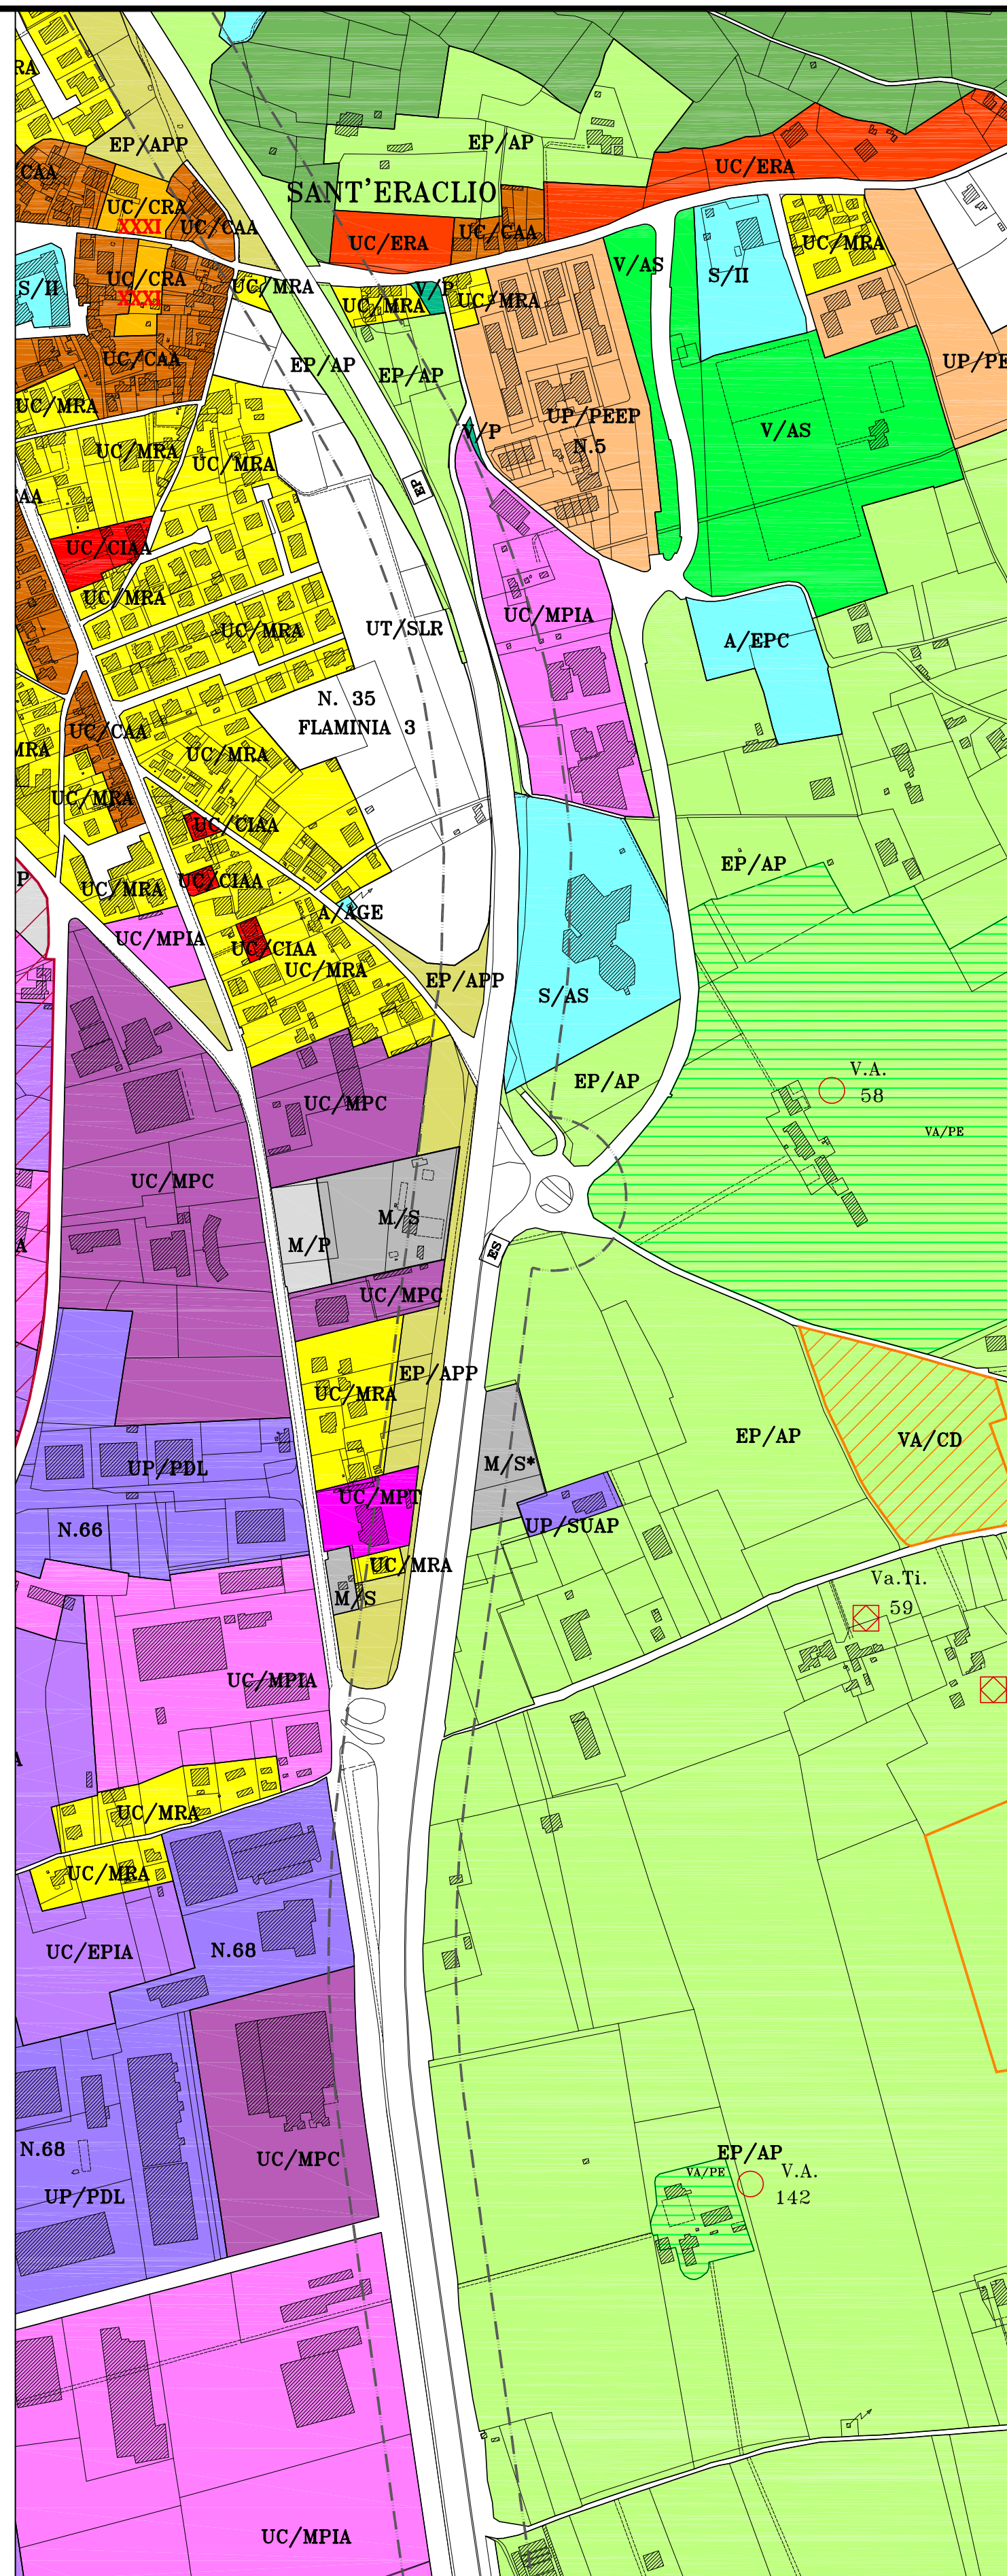 RA
EP/APP
EP/AP
UC/ERA
CAA
SANT'ERACLIO
UC/CRA
XXXI
UC/CAA
UC/CAA
UC/ERA
UC/MRA
V/AS
S/II
S/II
UC/CRA
XXXI
UC/MRA
V/P
UC/MRA
UC/MRA
UC/CAA
EP/AP
EP/AP
UP/PE
UC/MRA
UP/PEEP
N.5
V/P
V/AS
UC/MRA
UC/MRA
EP
AA
UC/CIAA
UC/MRA
UC/MPIA
UC/MRA
UT/SLR
A/EPC
N. 35
FLAMINIA 3
UC/CAA
MRA
UC/MRA
UC/MRA
UC/CIAA
EP/AP
P
UC/MRA
UC/CIAA
A/AGE
UC/MPIA
UC/CIAA
UC/MRA
EP/APP
S/AS
EP/AP
V.A.
58
UC/MPC
VA/PE
UC/MPC
M/S
M/P
A
ES
UC/MPC
EP/APP
UC/MRA
EP/AP
VA/CD
UP/PDL
M/S*
UC/MPT
N.66
UP/SUAP
UC/MRA
M/S
Va.Ti.
59
UC/MPIA
A
UC/MRA
UC/MRA
UC/EPIA
N.68
N.68
UC/MPC
EP/AP
VA/PE
V.A.
142
UP/PDL
UC/MPIA